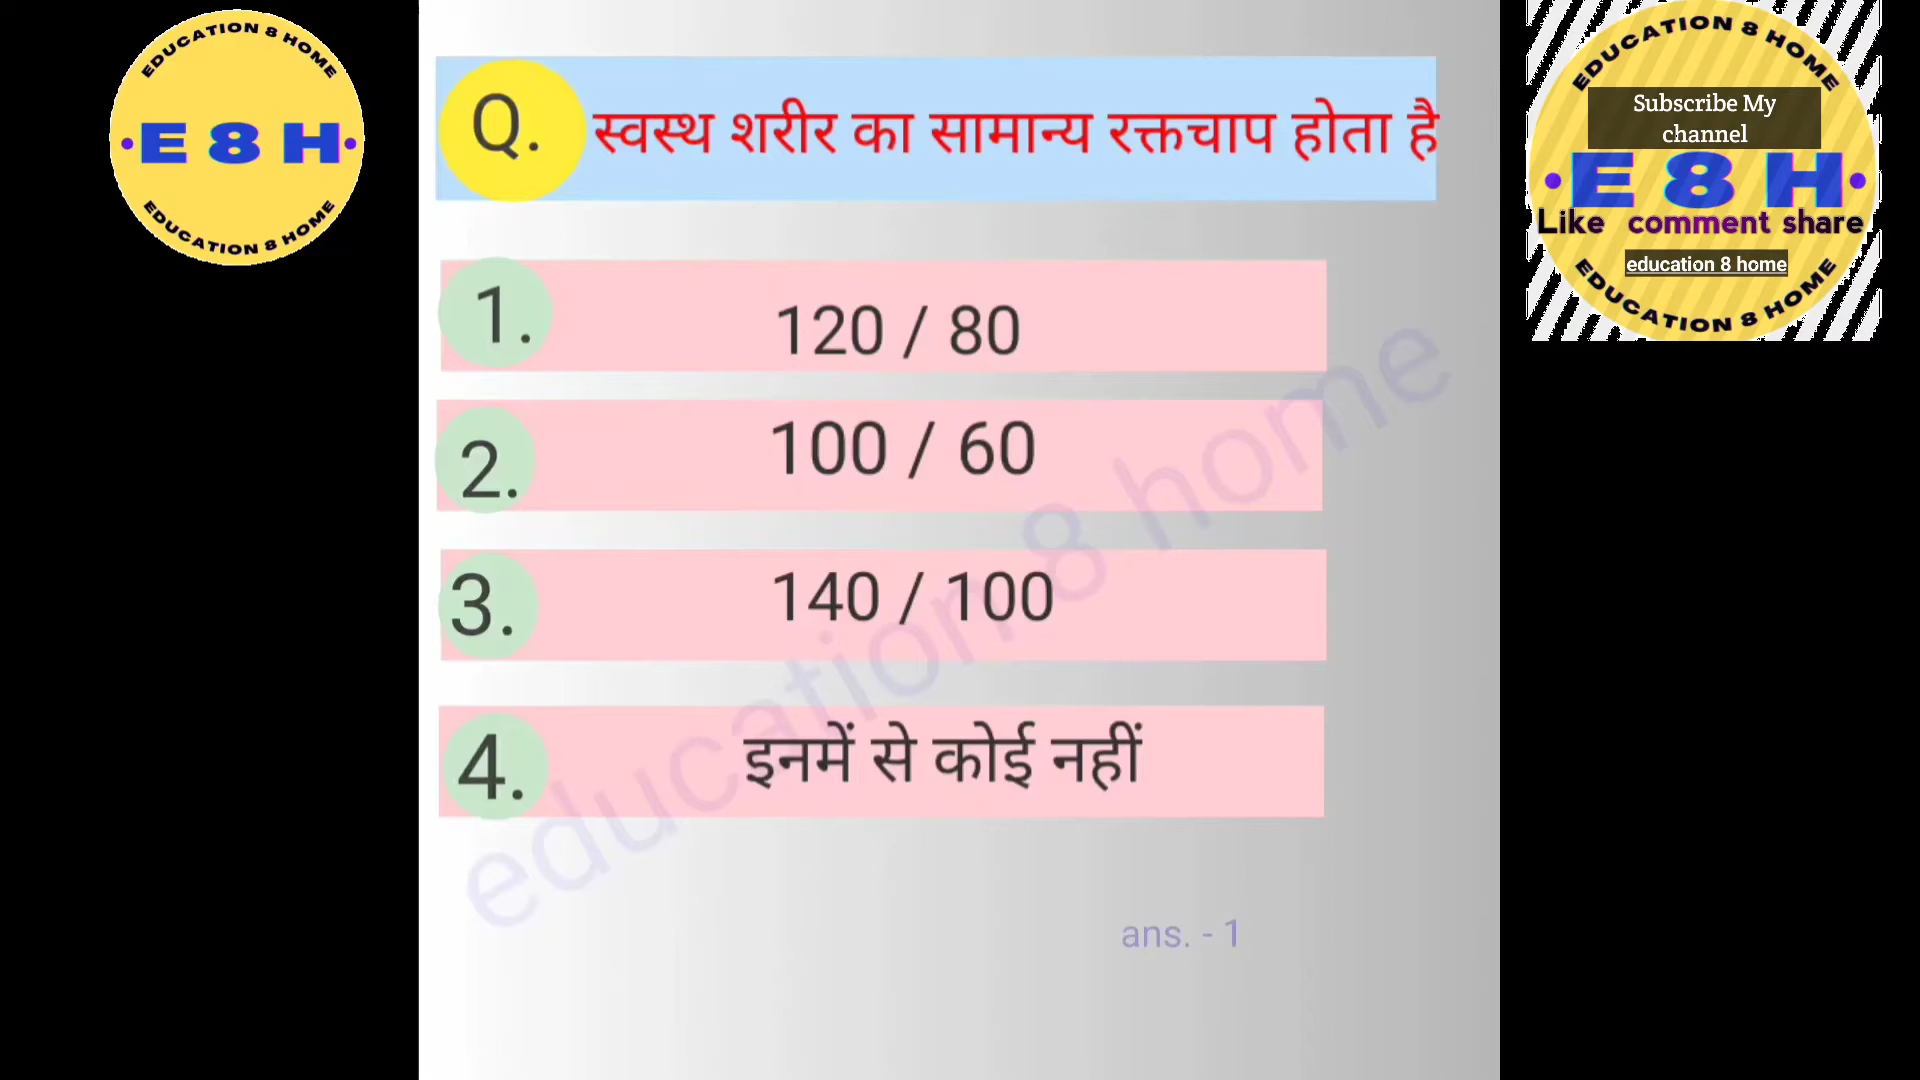 EDUCATION 8 HOME
E 8 H
EDUCATION 8 HOME
Q. स्वस्थ शरीर का सामान्य रक्तचाप होता है
1. 120 / 80
2. 100 / 60
3. 140 / 100
4. इनमें से कोई नहीं
ans. - 1
education 8 home
EDUCATION 8 HOME
Subscribe My
channel
E 8 H
Like comment share
education 8 home
EDUCATION 8 HOME